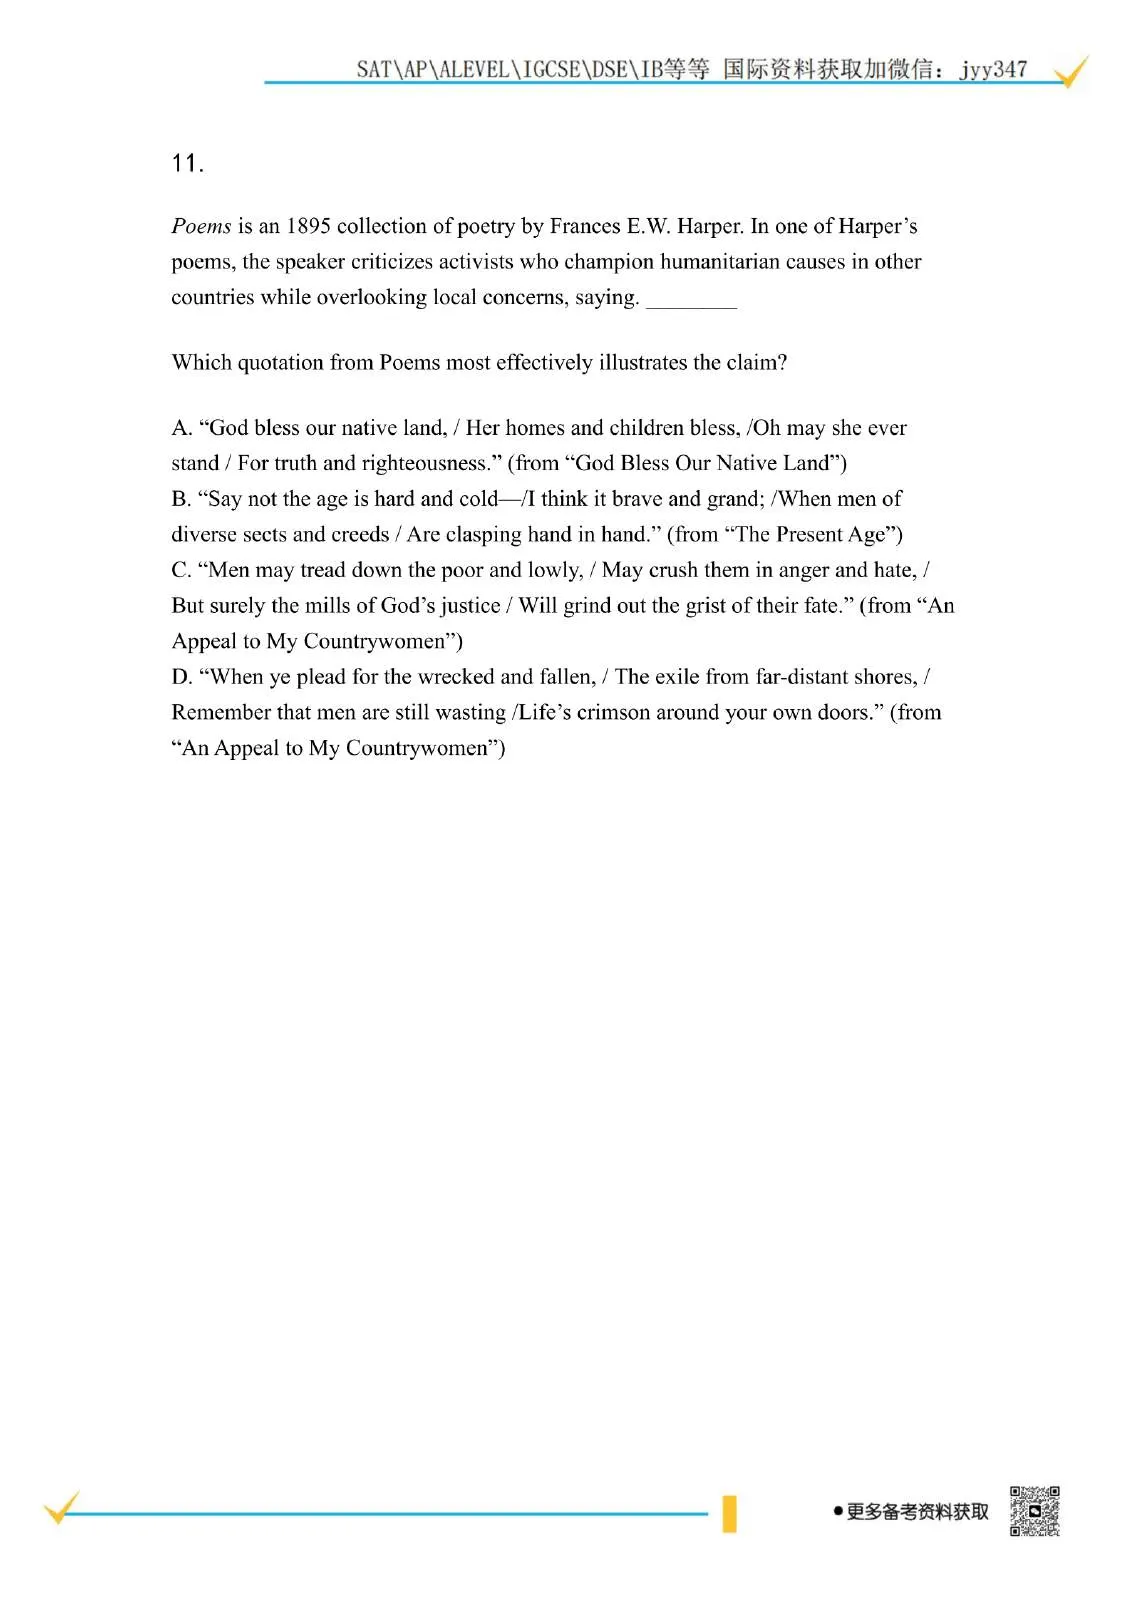 SAT\AP\ALEVEL\IGCSE\DSE\IB等等 国际资料获取加微信：jyy347
11.
Poems is an 1895 collection of poetry by Frances E.W. Harper. In one of Harper’s
poems, the speaker criticizes activists who champion humanitarian causes in other
countries while overlooking local concerns, saying. ________
Which quotation from Poems most effectively illustrates the claim?
A. “God bless our native land, / Her homes and children bless, /Oh may she ever
stand / For truth and righteousness.” (from “God Bless Our Native Land”)
B. “Say not the age is hard and cold—/I think it brave and grand; /When men of
diverse sects and creeds / Are clasping hand in hand.” (from “The Present Age”)
C. “Men may tread down the poor and lowly, / May crush them in anger and hate, /
But surely the mills of God’s justice / Will grind out the grist of their fate.” (from “An
Appeal to My Countrywomen”)
D. “When ye plead for the wrecked and fallen, / The exile from far-distant shores, /
Remember that men are still wasting /Life’s crimson around your own doors.” (from
“An Appeal to My Countrywomen”)
●更多备考资料获取